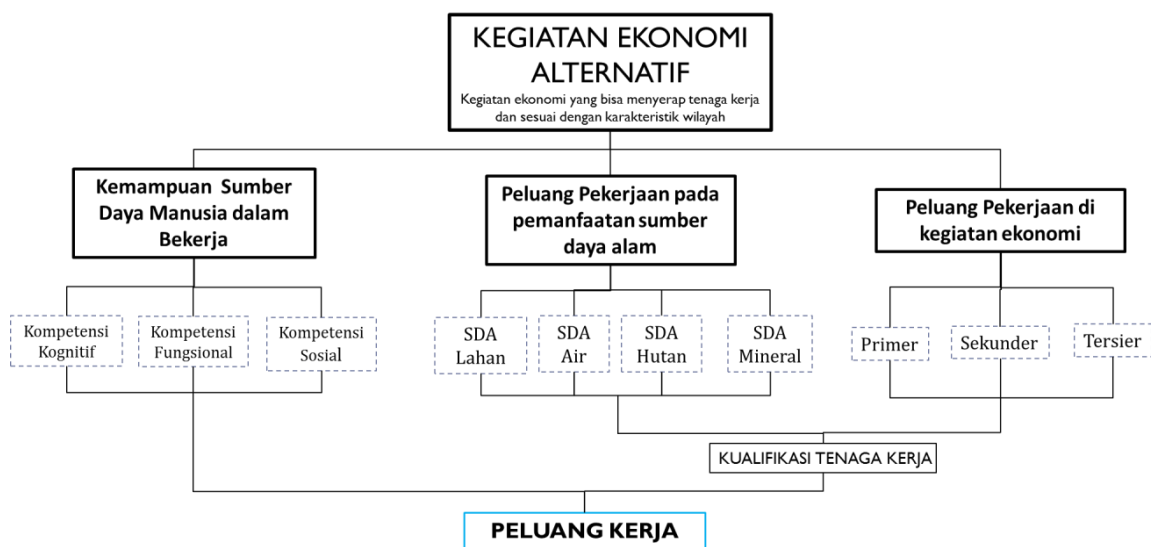 KEGIATAN EKONOMI
ALTERNATIF
Kegiatan ekonomi yang bisa menyerap tenaga kerja
dan sesuai dengan karakteristik wilayah
Kemampuan Sumber
Daya Manusia dalam
Bekerja
Peluang Pekerjaan pada
pemanfaatan sumber
daya alam
Peluang Pekerjaan di
kegiatan ekonomi
Kompetensi
Kognitif
Kompetensi
Fungsional
Kompetensi
Sosial
SDA
Lahan
SDA
Air
SDA
Hutan
SDA
Mineral
Primer
Sekunder
Tersier
KUALIFIKASI TENAGA KERJA
PELUANG KERJA